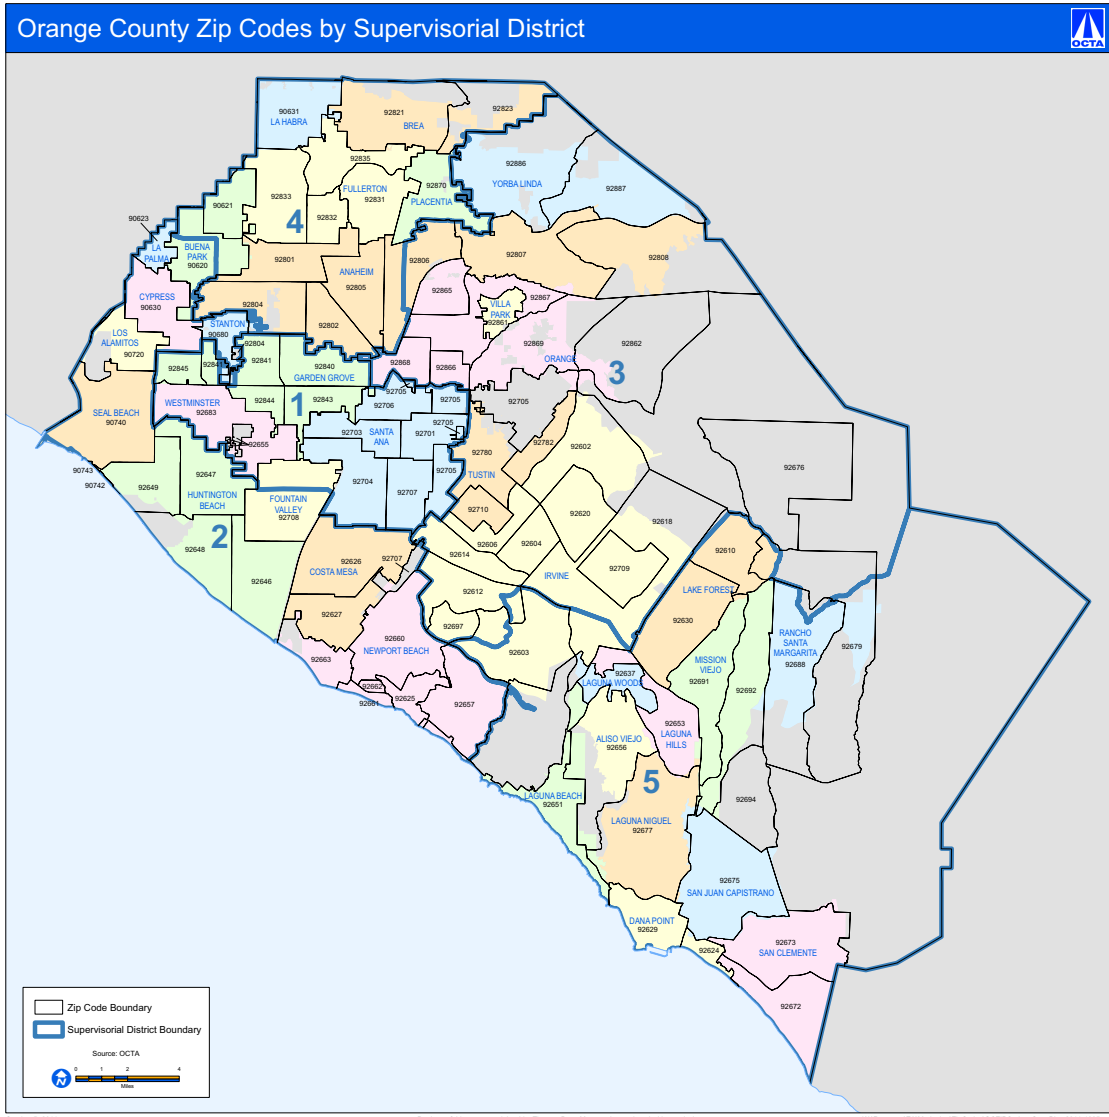 Orange County Zip Codes by Supervisorial District
OCTA
90631
LA HABRA
92821
BREA
92823
92835
92886
YORBA LINDA
92887
92870
PLACENTIA
FULLERTON
92831
92833
92832
4
90621
90623
LA
PALMA
BUENA
PARK
90620
92801
ANAHEIM
92805
92806
92807
92808
CYPRESS
90630
92804
92865
92867
VILLA
PARK
92861
STANTON
90680
92802
LOS
ALAMITOS
90720
92804
92841
92841
92845
92840
GARDEN GROVE
92868
92866
92869
ORANGE
92862
3
92705
92706
92705
92705
SEAL BEACH
90740
WESTMINSTER
92683
92844
1
92843
92703
SANTA
ANA
92701
92705
92655
92780
TUSTIN
92782
92602
92676
90743
90742
92647
92649
HUNTINGTON
BEACH
92704
92707
92705
FOUNTAIN
VALLEY
92708
92710
92620
92618
2
92648
92646
92606
92604
92614
92610
92626
COSTA MESA
92707
IRVINE
92709
LAKE FOREST
92612
92627
92630
92697
RANCHO
SANTA
MARGARITA
92688
92679
92660
NEWPORT BEACH
92603
92663
MISSION
VIEJO
92691
92692
92637
LAGUNA WOODS
92662
92661
92625
92657
92653
LAGUNA
HILLS
ALISO VIEJO
92656
5
LAGUNA BEACH
92651
92694
LAGUNA NIGUEL
92677
92675
SAN JUAN CAPISTRANO
DANA POINT
92629
92624
92673
SAN CLEMENTE
92672
Zip Code Boundary
Supervisorial District Boundary
Source: OCTA
0 1 2 4
Miles
N